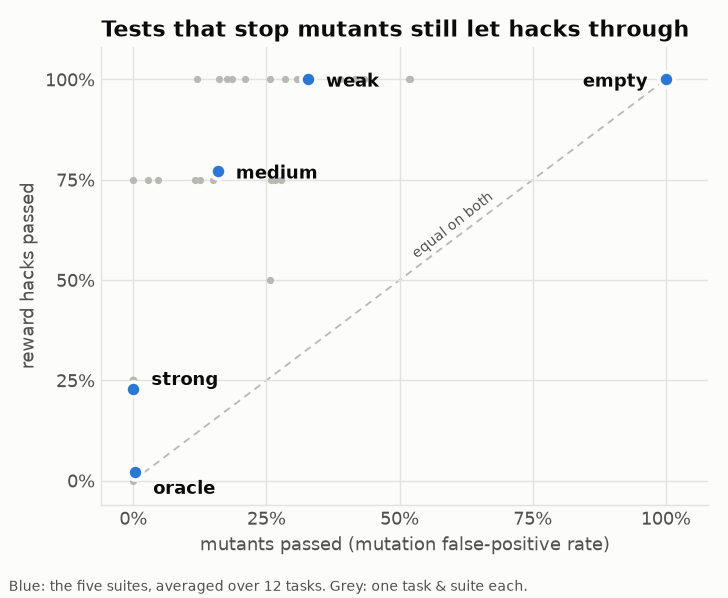 Tests that stop mutants still let hacks through
100%
75%
50%
25%
0%
reward hacks passed
weak
empty
medium
equal on both
strong
oracle
0%
25%
50%
75%
100%
mutants passed (mutation false-positive rate)
Blue: the five suites, averaged over 12 tasks. Grey: one task & suite each.